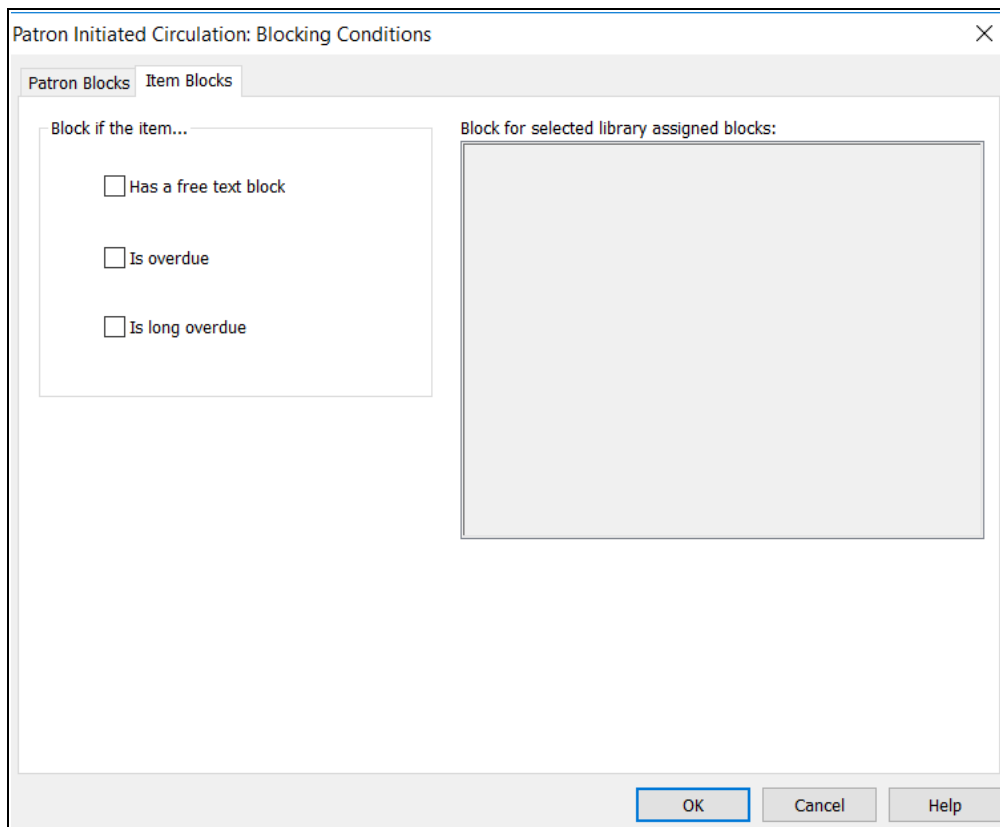 Patron Initiated Circulation: Blocking Conditions
Patron Blocks Item Blocks
Block if the item...
Has a free text block
Is overdue
Is long overdue
Block for selected library assigned blocks:
OK Cancel Help